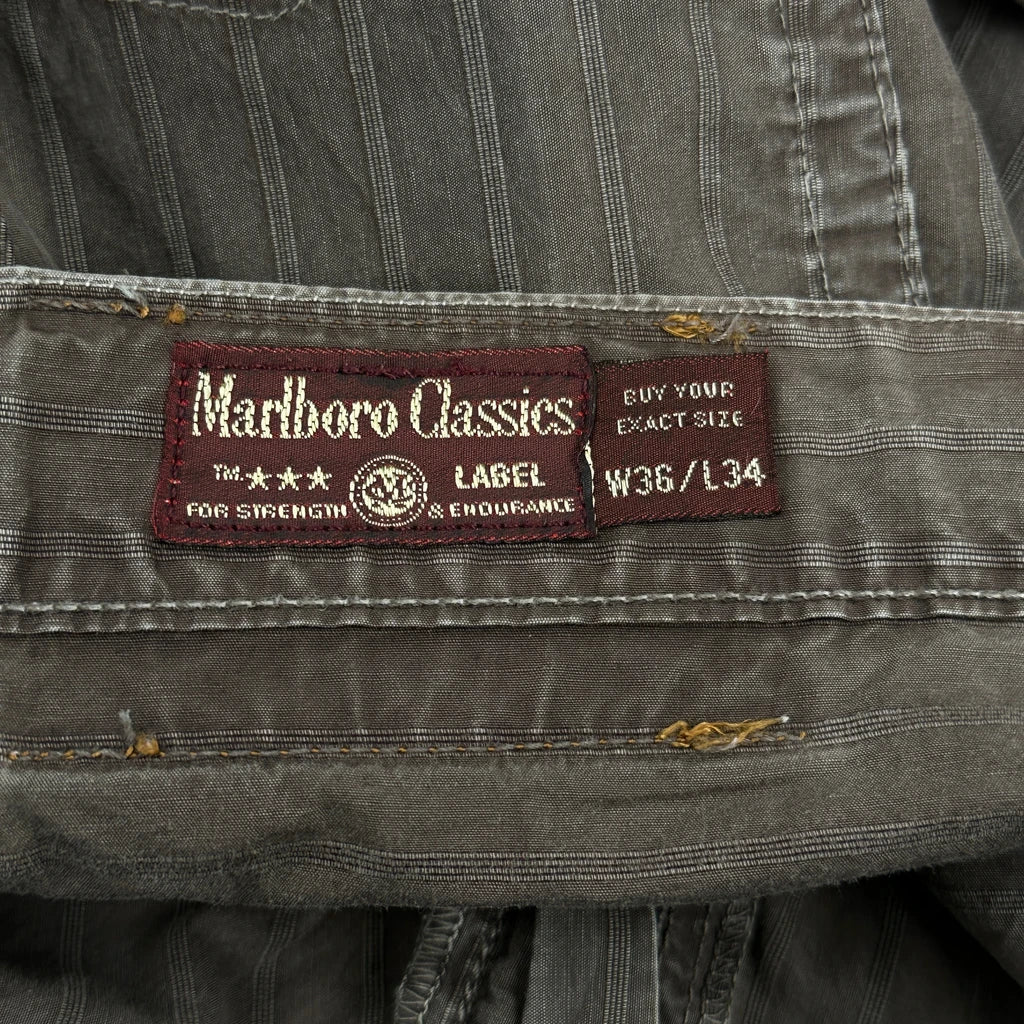 Marlboro Classics
TM ★★★ LABEL
FOR STRENGTH & ENDURANCE
BUY YOUR
EXACT SIZE
W36/L34